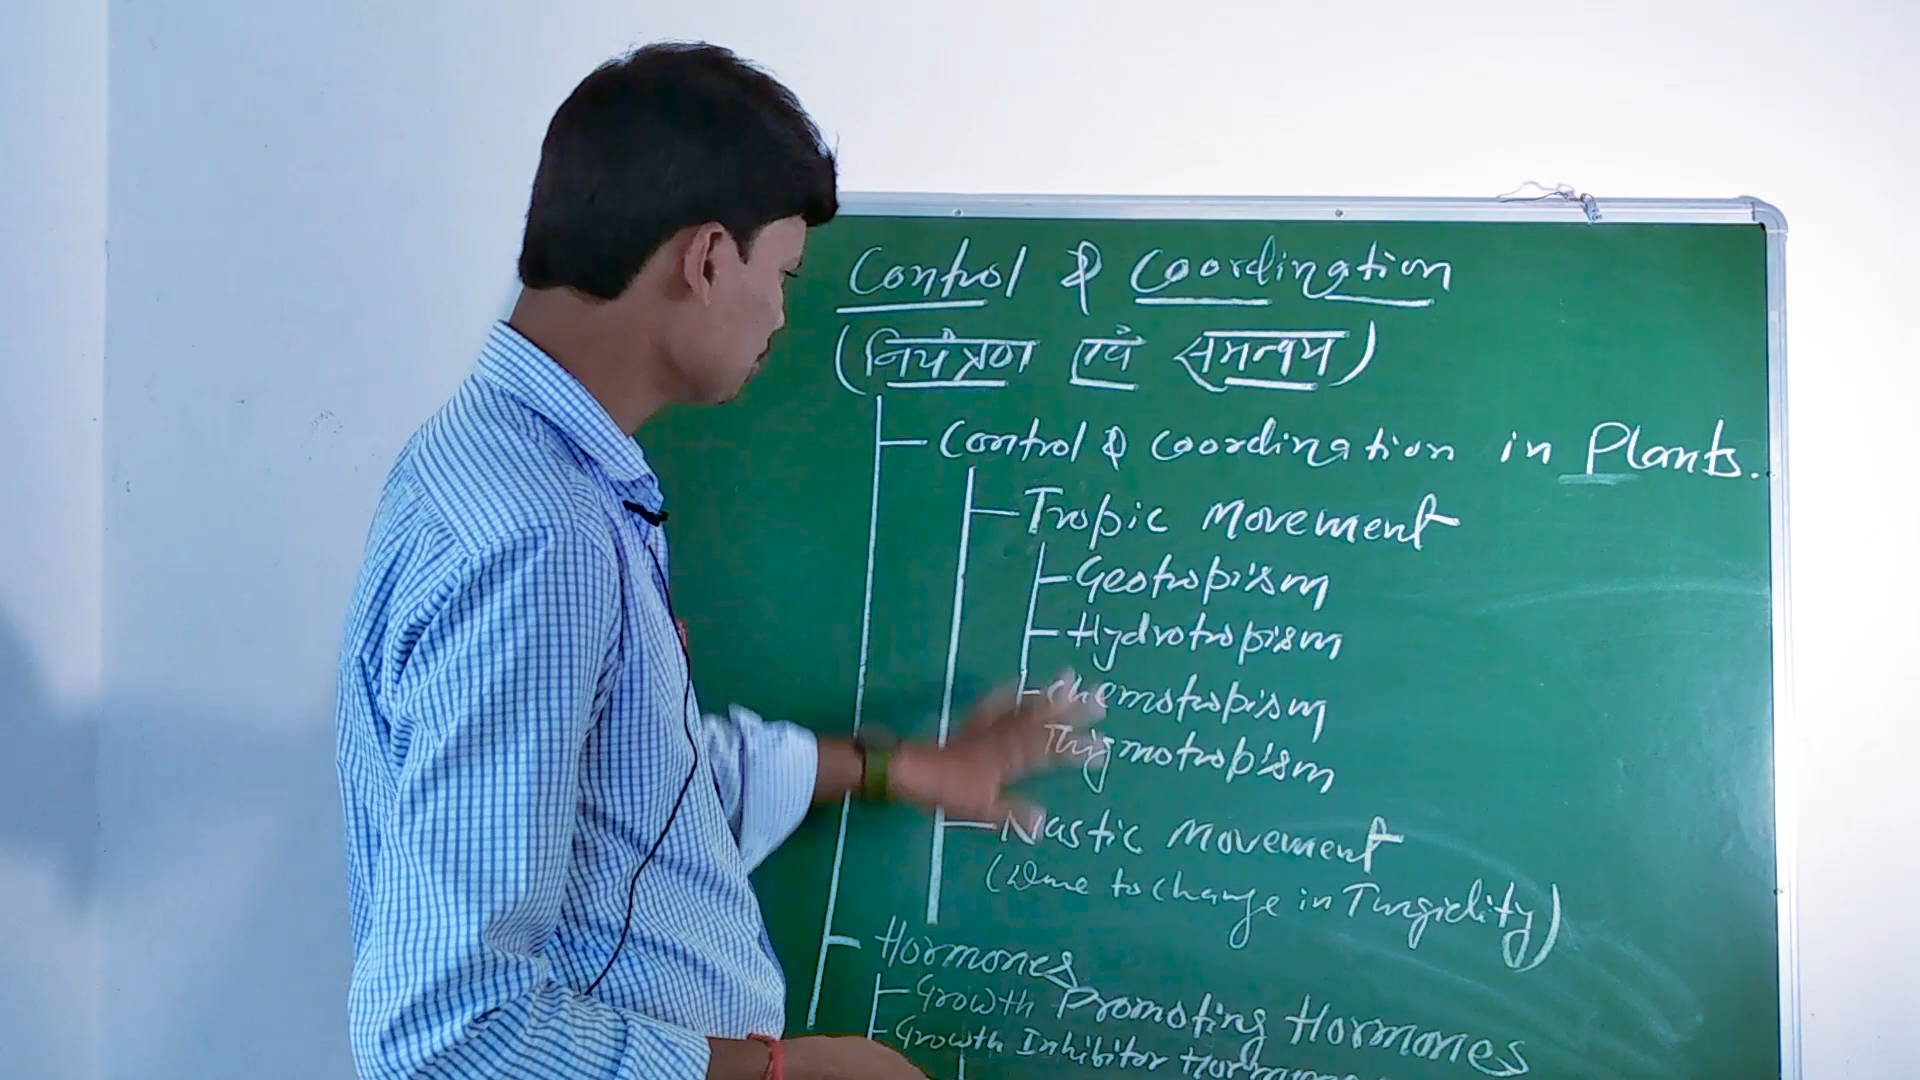 Control & Coordination
(नियंत्रण एवं समन्वय)
Control & Coordination in Plants.
Tropic Movement
Geotropism
Hydrotropism
Chemotropism
Thigmotropism
Nastic Movement
(Due to change in Turgidity)
Hormones
Growth Promoting Hormones
Growth Inhibitor Hormones